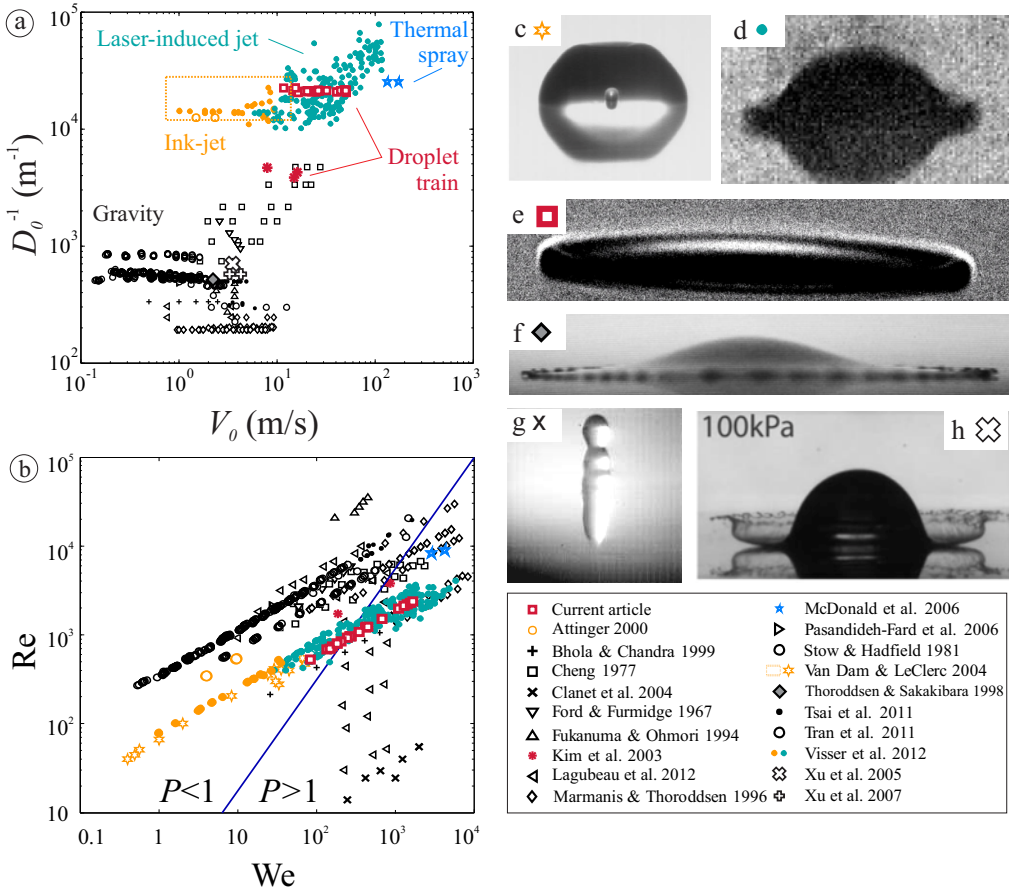 a
10^5
10^4
10^3
10^2
D_0^-1 (m^-1)
Laser-induced jet
Thermal
spray
Ink-jet
Droplet
train
Gravity
10^-1 10^0 10^1 10^2 10^3
V_0 (m/s)
b
10^5
10^4
10^3
10^2
10
Re
P<1 P>1
0.1 1 10 10^2 10^3 10^4
We
c
d
e
f
g
h
100kPa
Current article
Attinger 2000
Bhola & Chandra 1999
Cheng 1977
Clanet et al. 2004
Ford & Furmidge 1967
Fukanuma & Ohmori 1994
Kim et al. 2003
Lagubeau et al. 2012
Marmanis & Thoroddsen 1996
McDonald et al. 2006
Pasandideh-Fard et al. 2006
Stow & Hadfield 1981
Van Dam & LeClerc 2004
Thoroddsen & Sakakibara 1998
Tsai et al. 2011
Tran et al. 2011
Visser et al. 2012
Xu et al. 2005
Xu et al. 2007